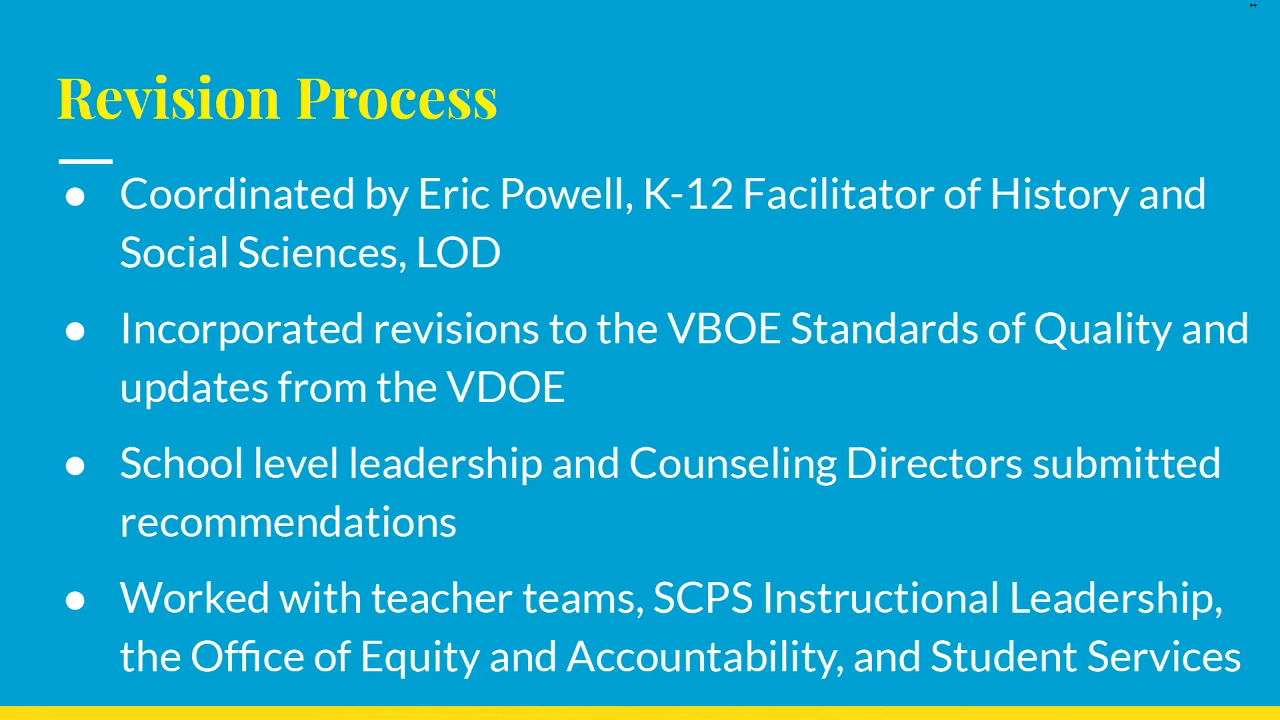 Revision Process
● Coordinated by Eric Powell, K-12 Facilitator of History and
Social Sciences, LOD
● Incorporated revisions to the VBOE Standards of Quality and
updates from the VDOE
● School level leadership and Counseling Directors submitted
recommendations
● Worked with teacher teams, SCPS Instructional Leadership,
the Office of Equity and Accountability, and Student Services